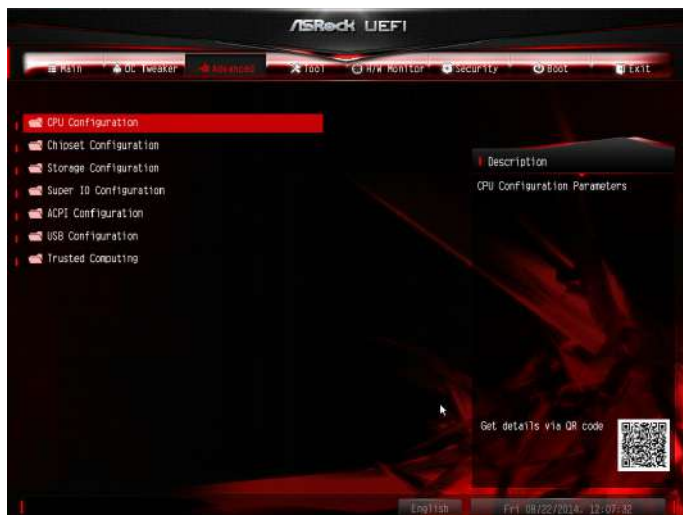 ASRock UEFI
Main OC Tweaker Advanced Tool H/W Monitor Security Boot Exit
CPU Configuration
Chipset Configuration
Storage Configuration
Super IO Configuration
ACPI Configuration
USB Configuration
Trusted Computing
Description
CPU Configuration Parameters
Get details via QR code
English Fri 08/22/2014. 12:07:32